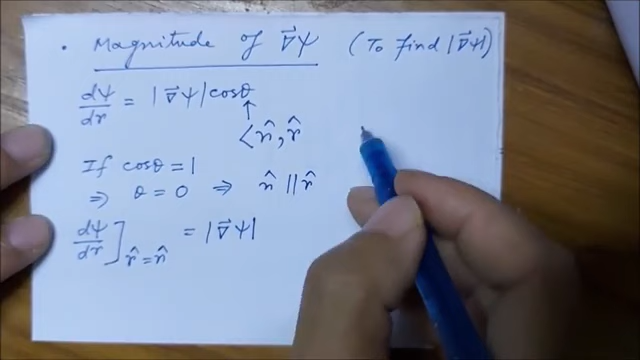 • Magnitude of ∇⃗ψ (To find |∇⃗ψ|)
dψ/dr = |∇⃗ψ| cosθ
↑
<n̂, r̂
If cosθ = 1
⇒ θ = 0 ⇒ n̂ || r̂
dψ/dr]r̂=n̂ = |∇⃗ψ|